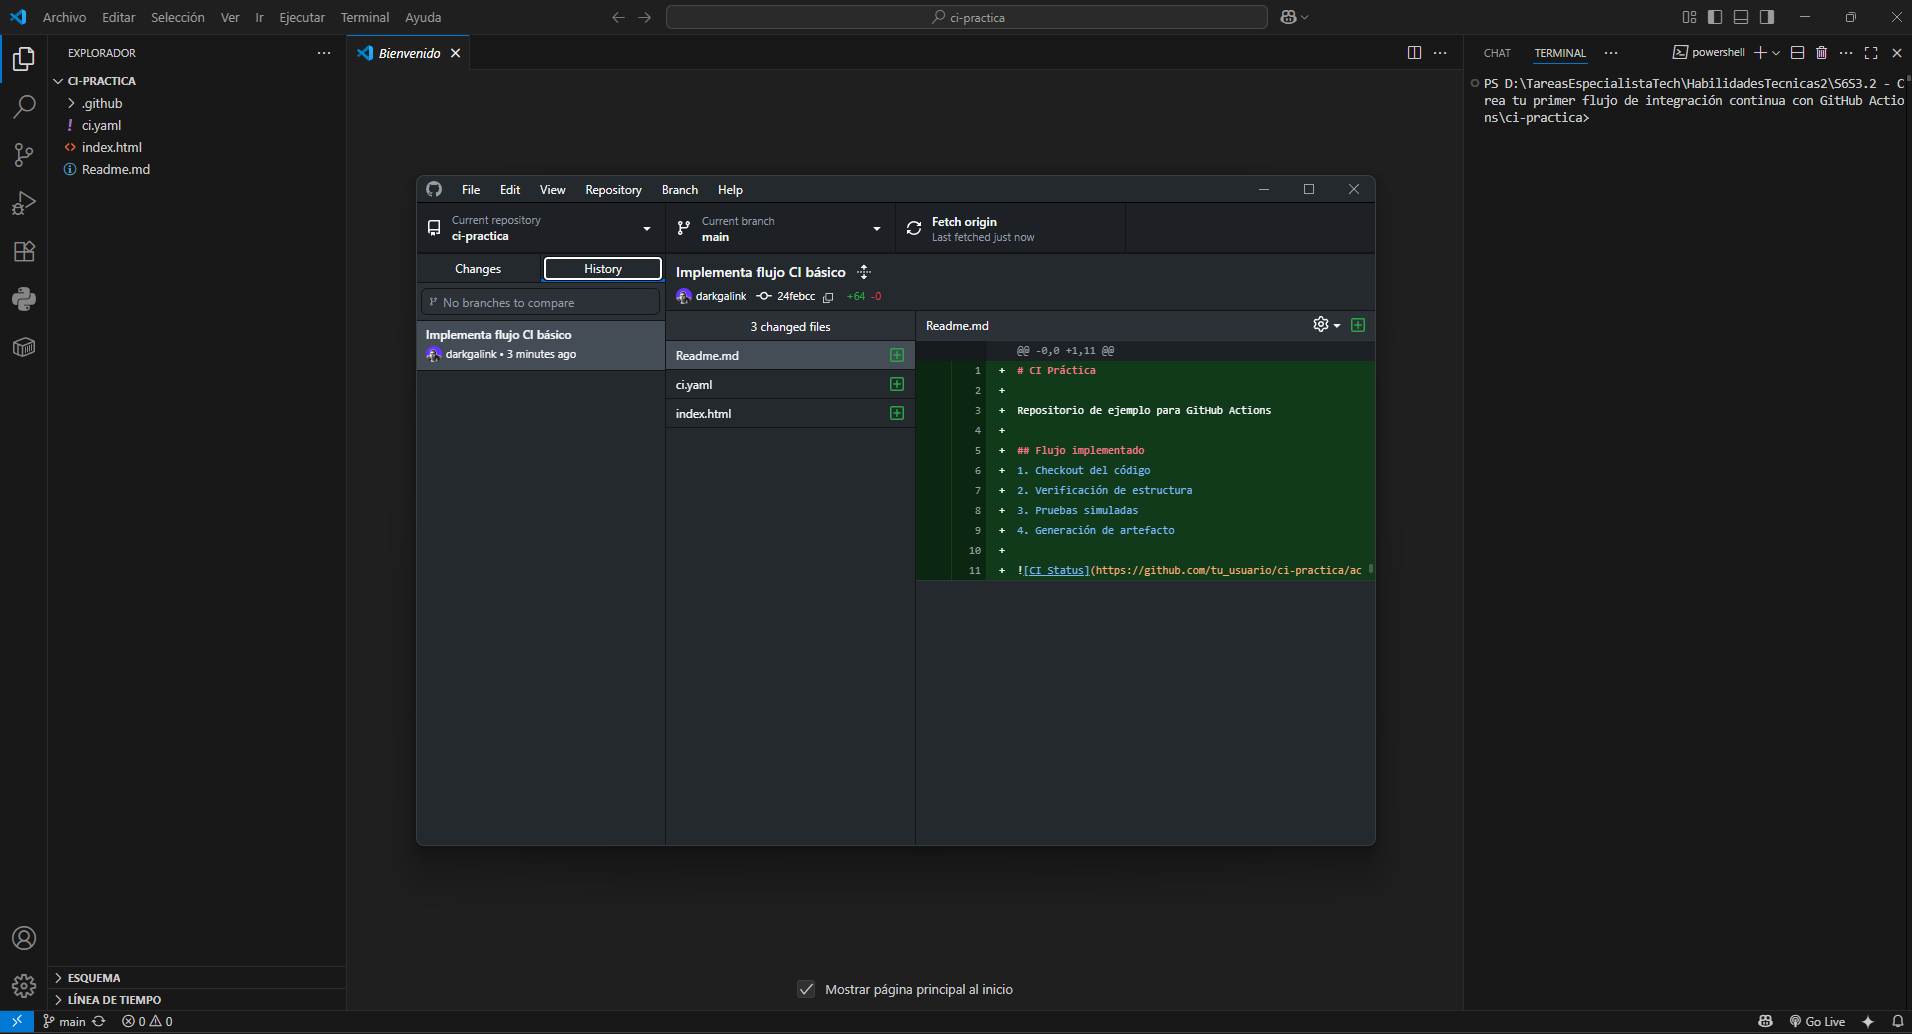 Archivo Editar Selección Ver Ir Ejecutar Terminal Ayuda
ci-practica
EXPLORADOR
CI-PRACTICA
.github
ci.yaml
index.html
Readme.md
ESQUEMA
LÍNEA DE TIEMPO
Bienvenido
File Edit View Repository Branch Help
Current repository
ci-practica
Current branch
main
Fetch origin
Last fetched just now
Changes
History
No branches to compare
Implementa flujo CI básico
darkgalink • 3 minutes ago
Implementa flujo CI básico
darkgalink 24febcc +64 -0
3 changed files
Readme.md
ci.yaml
index.html
Readme.md
@@ -0,0 +1,11 @@
1 + # CI Práctica
2 +
3 + Repositorio de ejemplo para GitHub Actions
4 +
5 + ## Flujo implementado
6 + 1. Checkout del código
7 + 2. Verificación de estructura
8 + 3. Pruebas simuladas
9 + 4. Generación de artefacto
10 +
11 + ![CI Status](https://github.com/tu_usuario/ci-practica/ac
Mostrar página principal al inicio
CHAT TERMINAL
powershell
PS D:\TareasEspecialistaTech\HabilidadesTecnicas2\S6S3.2 - C
rea tu primer flujo de integración continua con GitHub Actio
ns\ci-practica>
main 0 0
Go Live